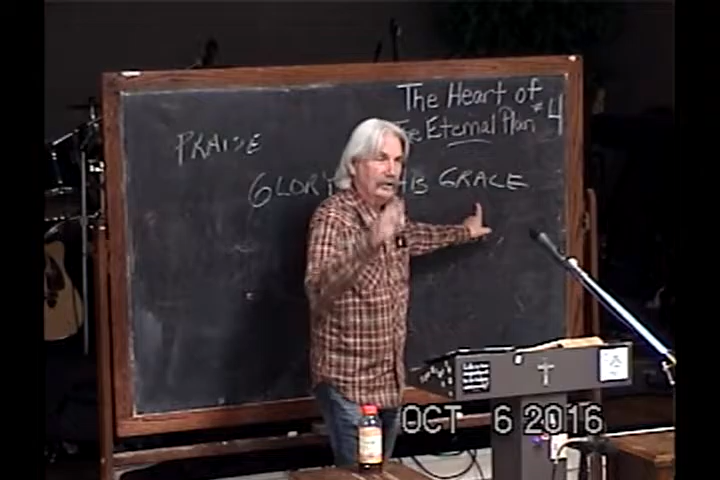 The Heart of
The Eternal Plan #4
PRAISE
GLORY HIS GRACE
OCT 6 2016